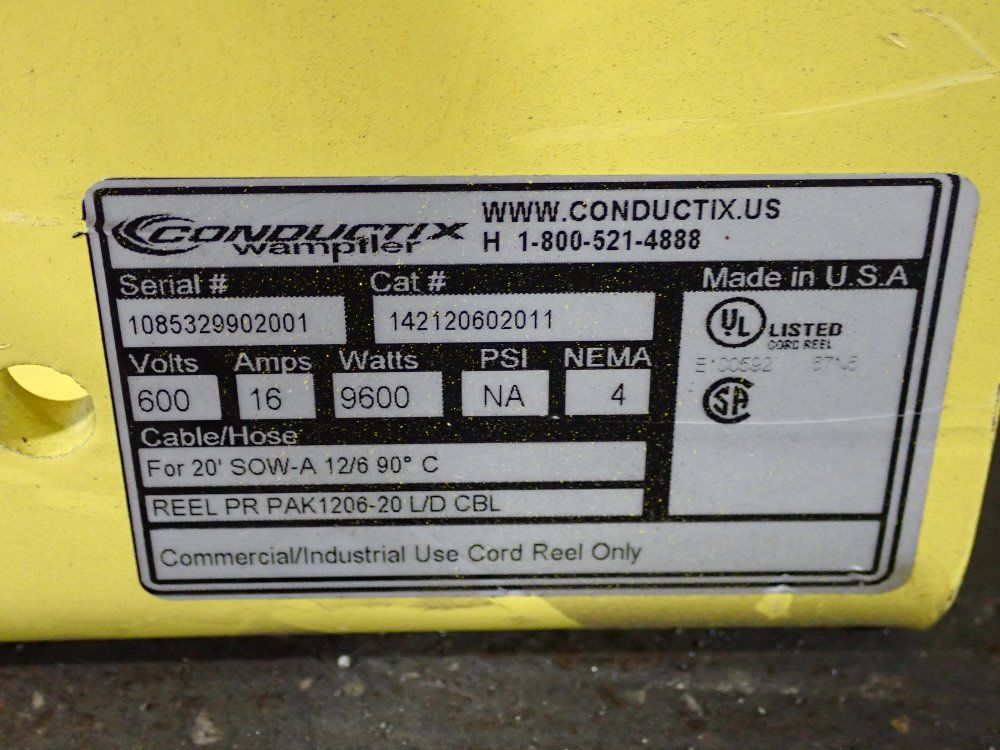 CONDUCTIX
wampfler
WWW.CONDUCTIX.US
H 1-800-521-4888
Serial #
Cat #
Made in U.S.A
1085329902001
142120602011
UL LISTED
CORD REEL
E100592
Volts Amps Watts PSI NEMA
600 16 9600 NA 4
SA
Cable/Hose
For 20' SOW-A 12/6 90° C
REEL PR PAK1206-20 L/D CBL
Commercial/Industrial Use Cord Reel Only